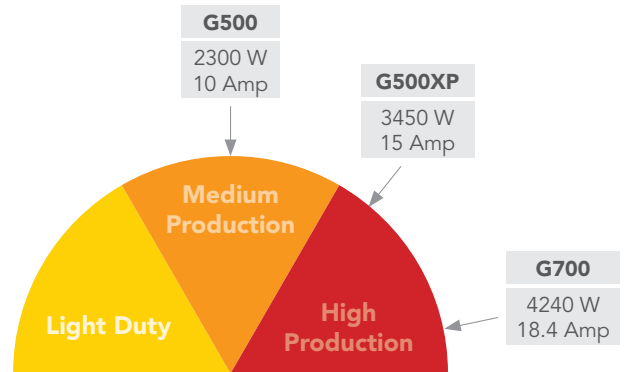 G500
2300 W
10 Amp
G500XP
3450 W
15 Amp
Medium
Production
G700
4240 W
18.4 Amp
Light Duty
High
Production